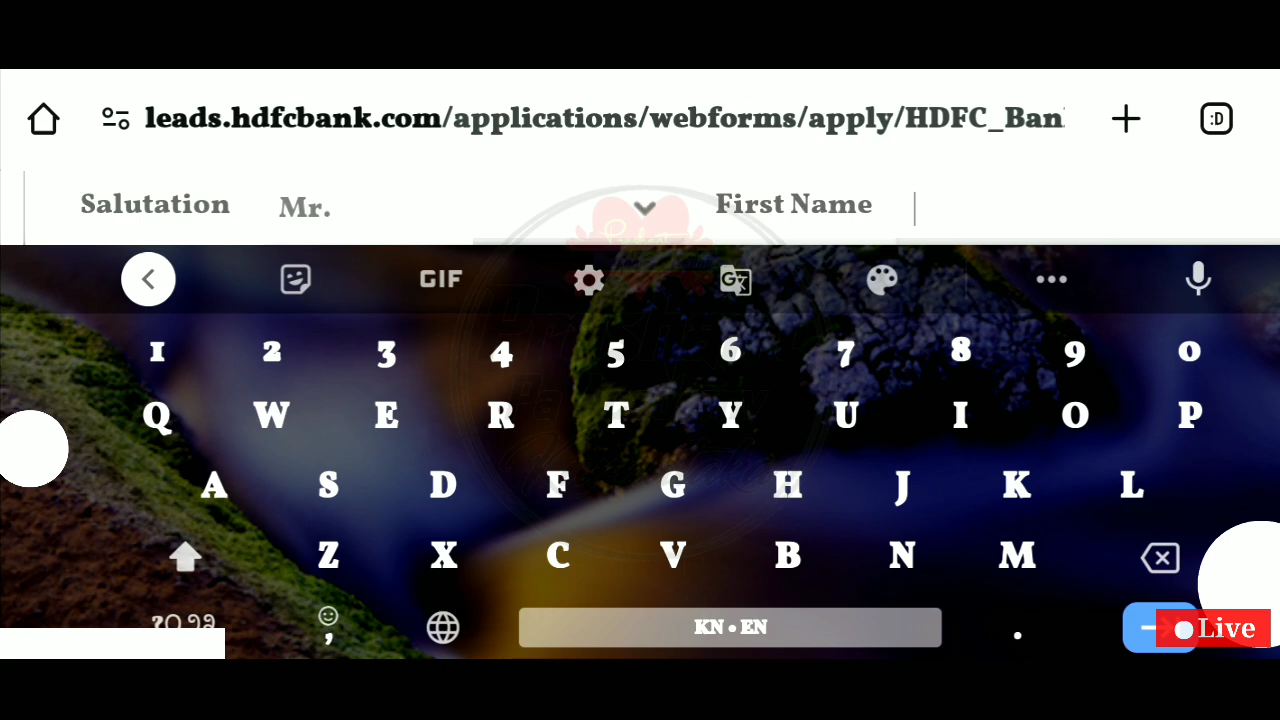 leads.hdfcbank.com/applications/webforms/apply/HDFC_Ban
:D
Salutation Mr. First Name
GIF
1 2 3 4 5 6 7 8 9 0
Q W E R T Y U I O P
A S D F G H J K L
Z X C V B N M
, KN • EN .
Live